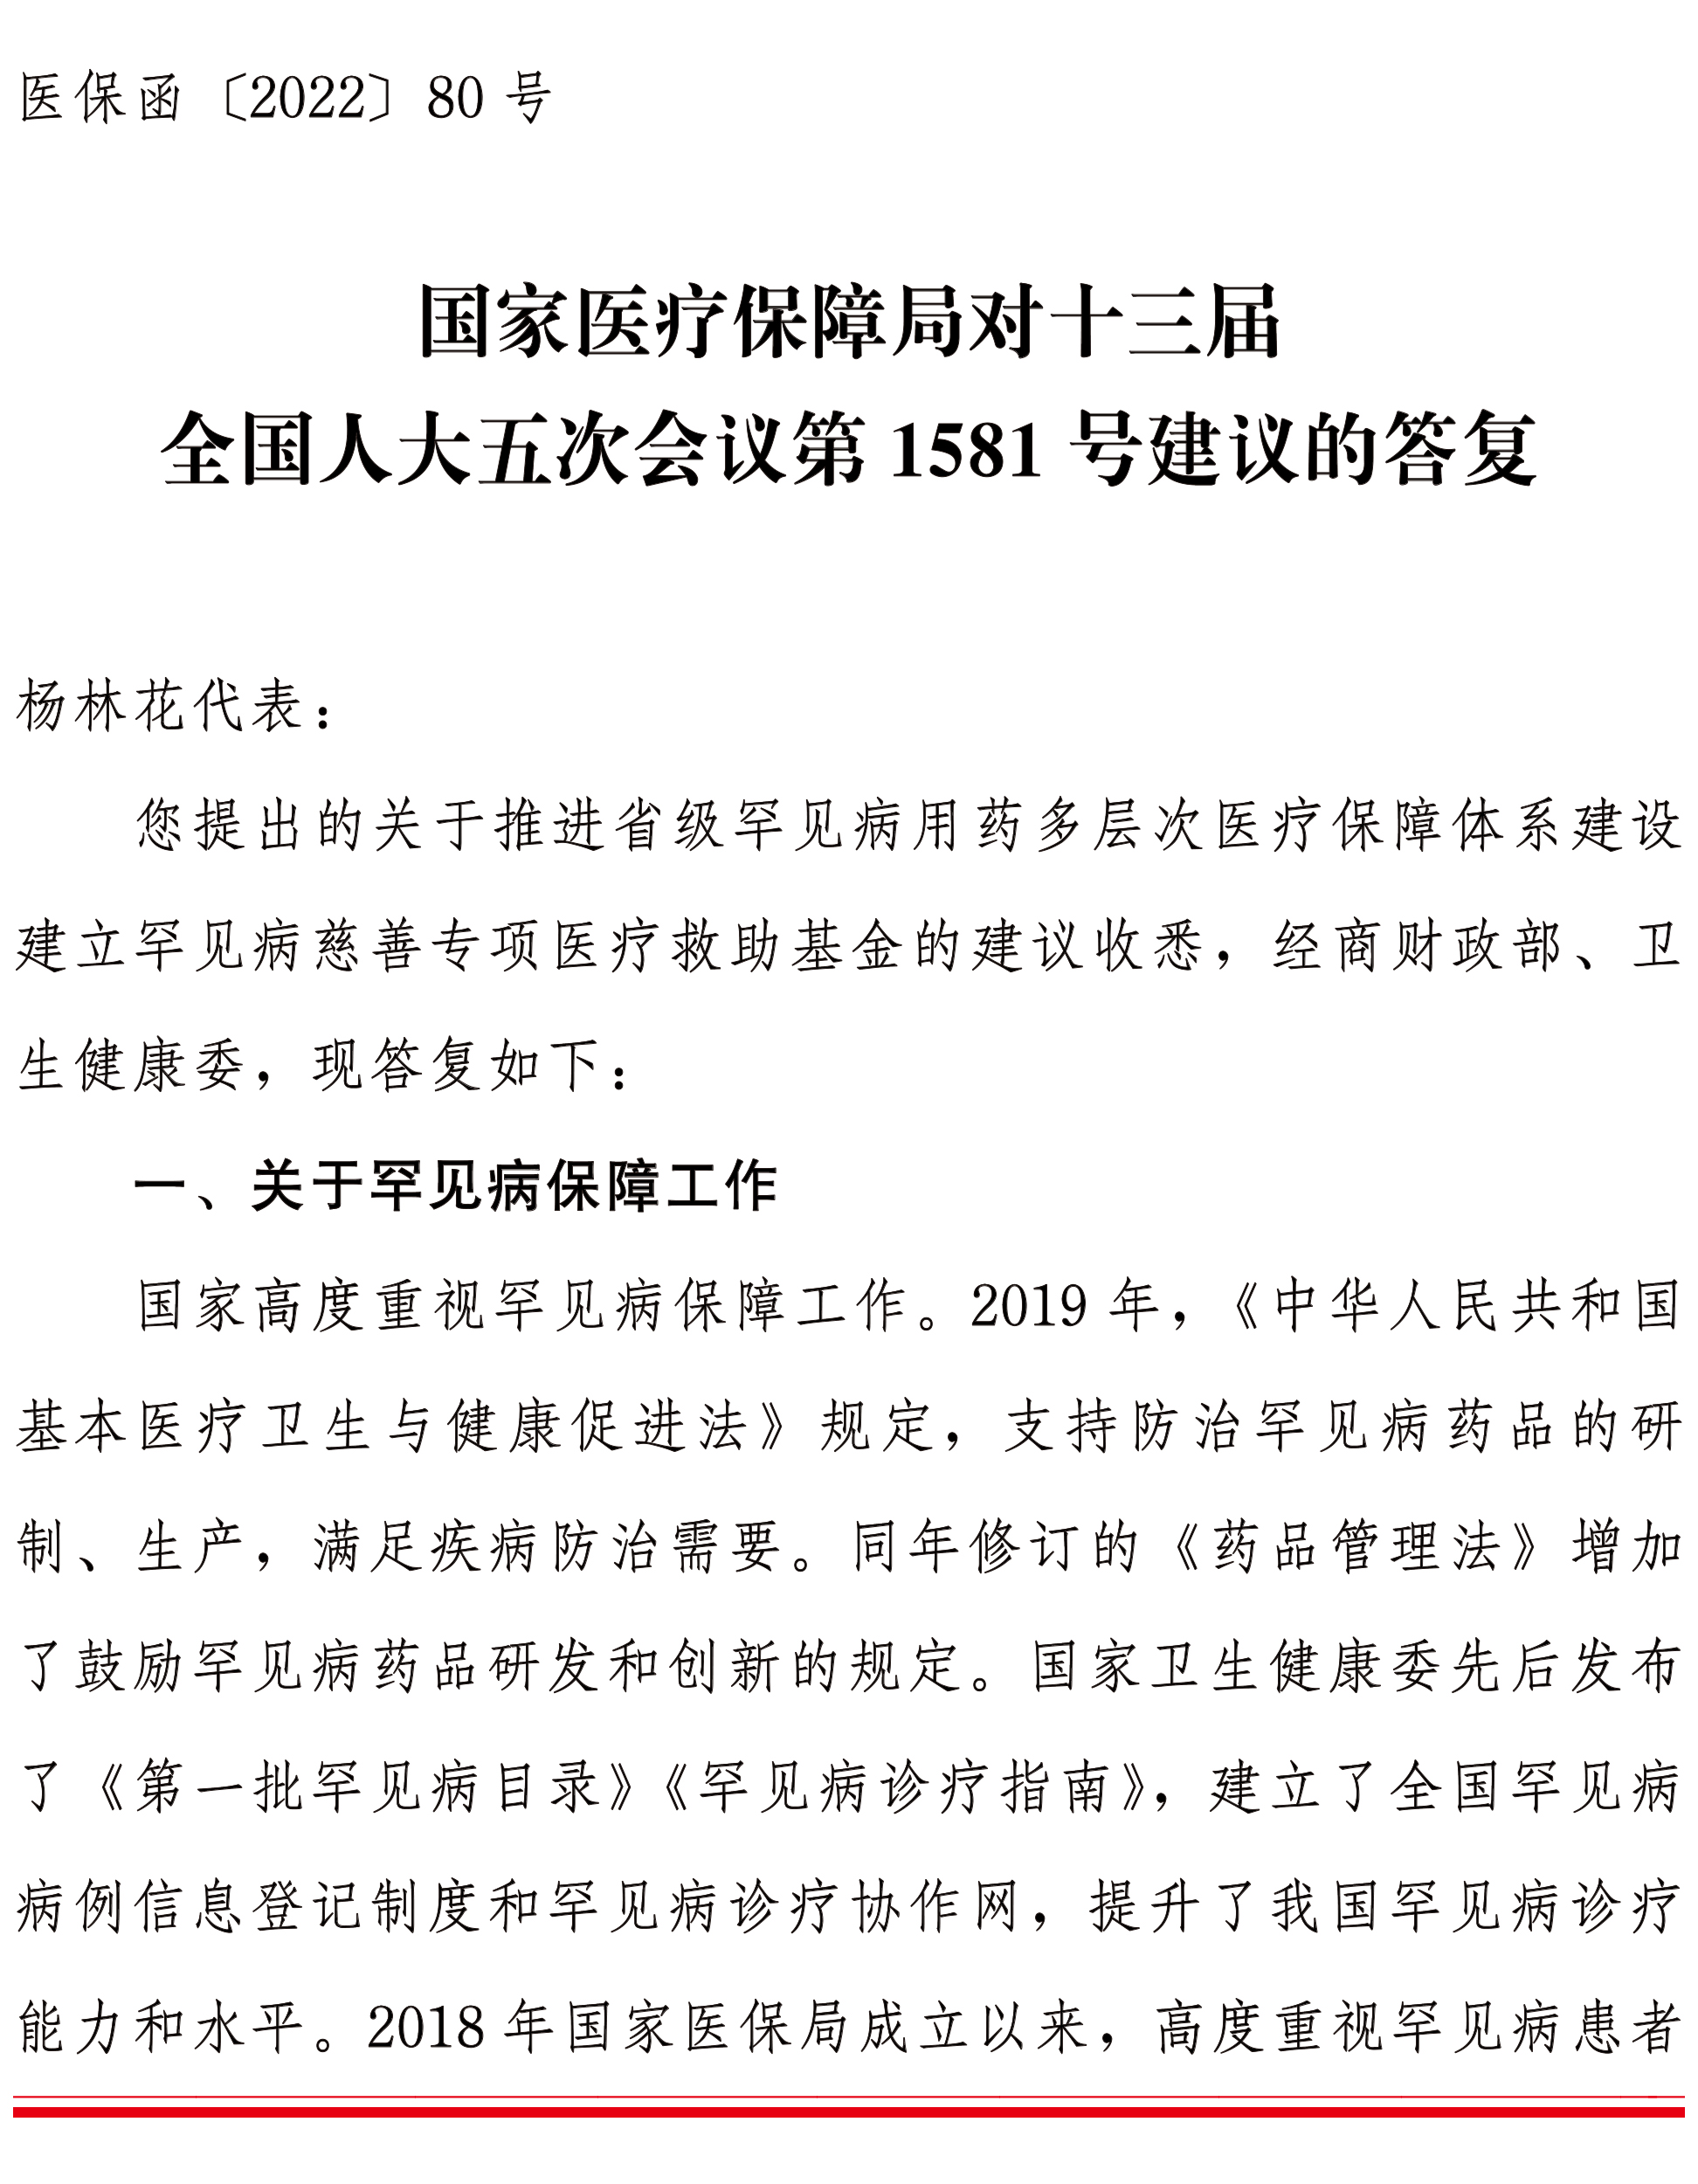 医保函〔2022〕80 号
国家医疗保障局对十三届
全国人大五次会议第 1581 号建议的答复
杨林花代表：
您提出的关于推进省级罕见病用药多层次医疗保障体系建设
建立罕见病慈善专项医疗救助基金的建议收悉，经商财政部、卫
生健康委，现答复如下：
一、关于罕见病保障工作
国家高度重视罕见病保障工作。2019 年，《中华人民共和国
基本医疗卫生与健康促进法》规定，支持防治罕见病药品的研
制、生产，满足疾病防治需要。同年修订的《药品管理法》增加
了鼓励罕见病药品研发和创新的规定。国家卫生健康委先后发布
了《第一批罕见病目录》《罕见病诊疗指南》，建立了全国罕见病
病例信息登记制度和罕见病诊疗协作网，提升了我国罕见病诊疗
能力和水平。2018 年国家医保局成立以来，高度重视罕见病患者